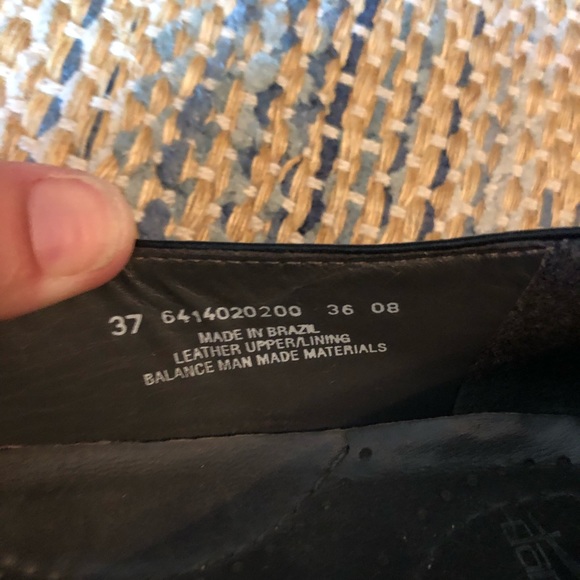 37 6414020200 36 08
MADE IN BRAZIL
LEATHER UPPER/LINING
BALANCE MAN MADE MATERIALS